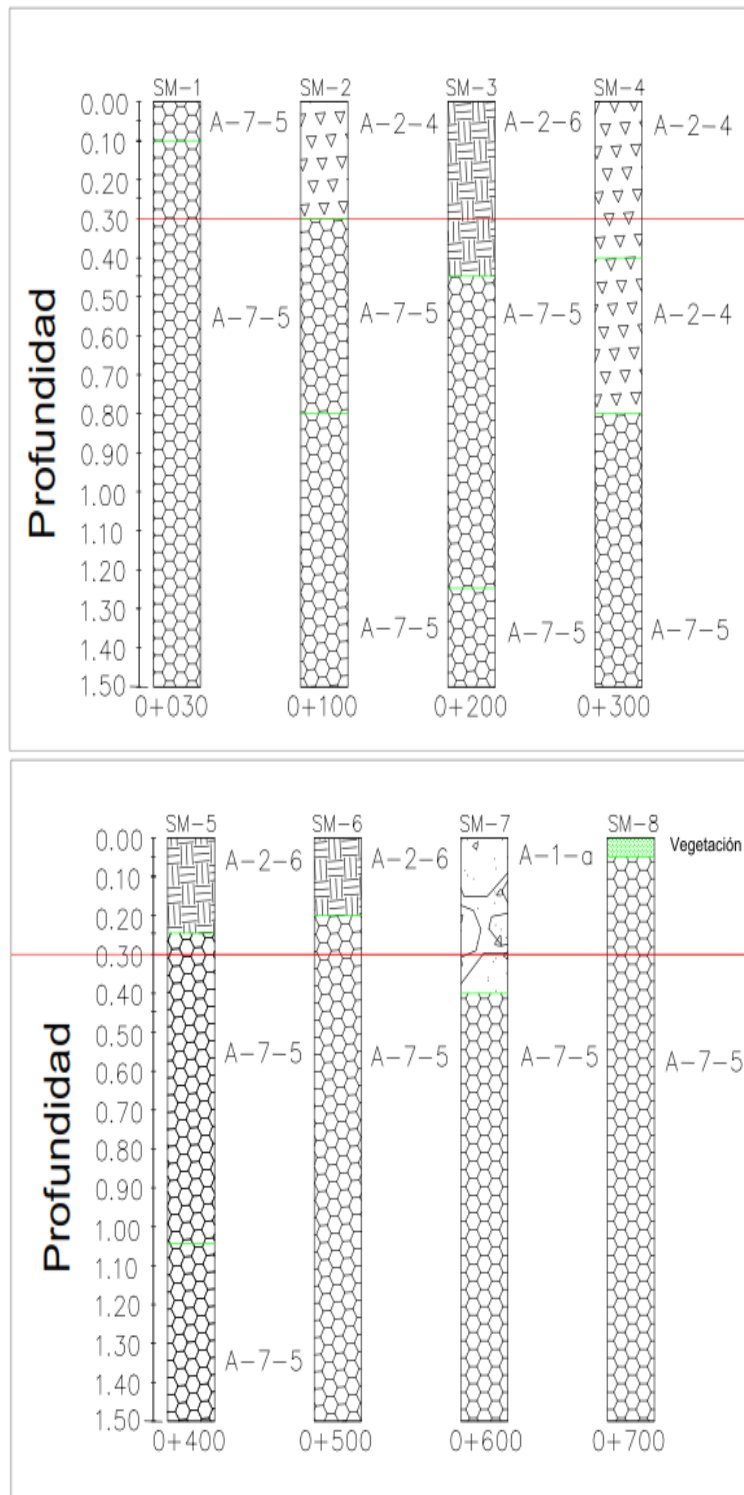 SM-1 SM-2 SM-3 SM-4
0.00
A-7-5 A-2-4 A-2-6 A-2-4
0.10
0.20
0.30
0.40
0.50
A-7-5 A-7-5 A-7-5 A-2-4
0.60
0.70
0.80
0.90
1.00
1.10
1.20
1.30
A-7-5 A-7-5 A-7-5
1.40
1.50
0+030 0+100 0+200 0+300
Profundidad
SM-5 SM-6 SM-7 SM-8
0.00 Vegetación
A-2-6 A-2-6 A-1-a
0.10
0.20
0.30
0.40
0.50
A-7-5 A-7-5 A-7-5 A-7-5
0.60
0.70
0.80
0.90
1.00
1.10
1.20
1.30
A-7-5
1.40
1.50
0+400 0+500 0+600 0+700
Profundidad